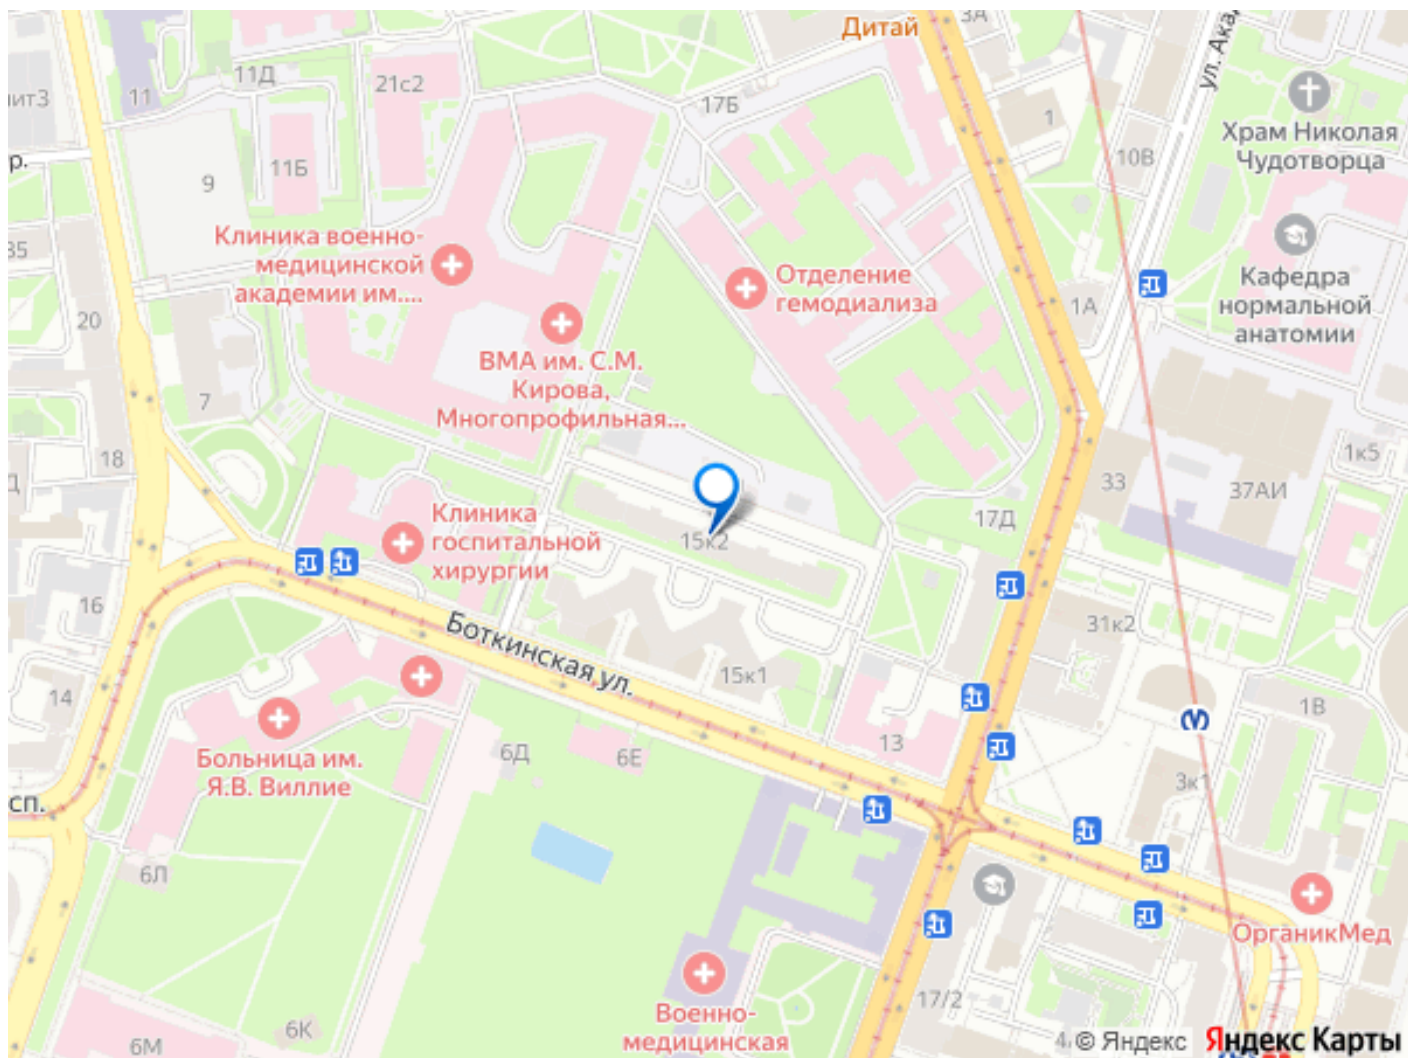 Дитай
3А
11Д
21с2
11
17Б
1
ул. Ака
Храм Николая
Чудотворца
р.
9
11Б
10В
35
Клиника военно-
медицинской
академии им....
Отделение
гемодиализа
Кафедра
нормальной
анатомии
1А
20
ВМА им. С.М.
Кирова,
Многопрофильная...
7
18
1к5
33
37АИ
Клиника
госпитальной
хирургии
17Д
15к2
16
Боткинская ул.
31к2
14
15к1
1В
13
Больница им.
Я.В. Виллие
6Д
6Е
3к1
сп.
6Л
ОрганикМед
17/2
Военно-
медицинская
6К
6М
© Яндекс Яндекс Карты